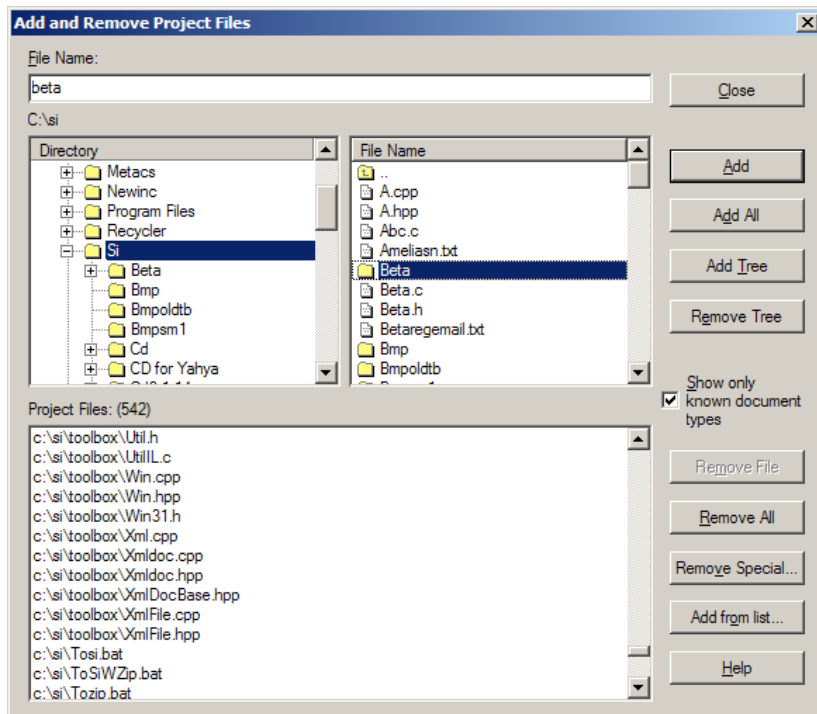 Add and Remove Project Files
File Name:
beta
Close
C:\si
Directory
Metacs
Newinc
Program Files
Recycler
Si
Beta
Bmp
Bmpoldtb
Bmpsm1
Cd
CD for Yahya
File Name
..
A.cpp
A.hpp
Abc.c
Ameliasn.txt
Beta
Beta.c
Beta.h
Betaregemail.txt
Bmp
Bmpoldtb
Add
Add All
Add Tree
Remove Tree
Show only
known document
types
Project Files: (542)
c:\si\toolbox\Util.h
c:\si\toolbox\UtilIL.c
c:\si\toolbox\Win.cpp
c:\si\toolbox\Win.hpp
c:\si\toolbox\Win31.h
c:\si\toolbox\Xml.cpp
c:\si\toolbox\Xmldoc.cpp
c:\si\toolbox\Xmldoc.hpp
c:\si\toolbox\XmlDocBase.hpp
c:\si\toolbox\XmlFile.cpp
c:\si\toolbox\XmlFile.hpp
c:\si\Tosi.bat
c:\si\ToSiWZip.bat
c:\si\Tozip.bat
Remove File
Remove All
Remove Special...
Add from list...
Help